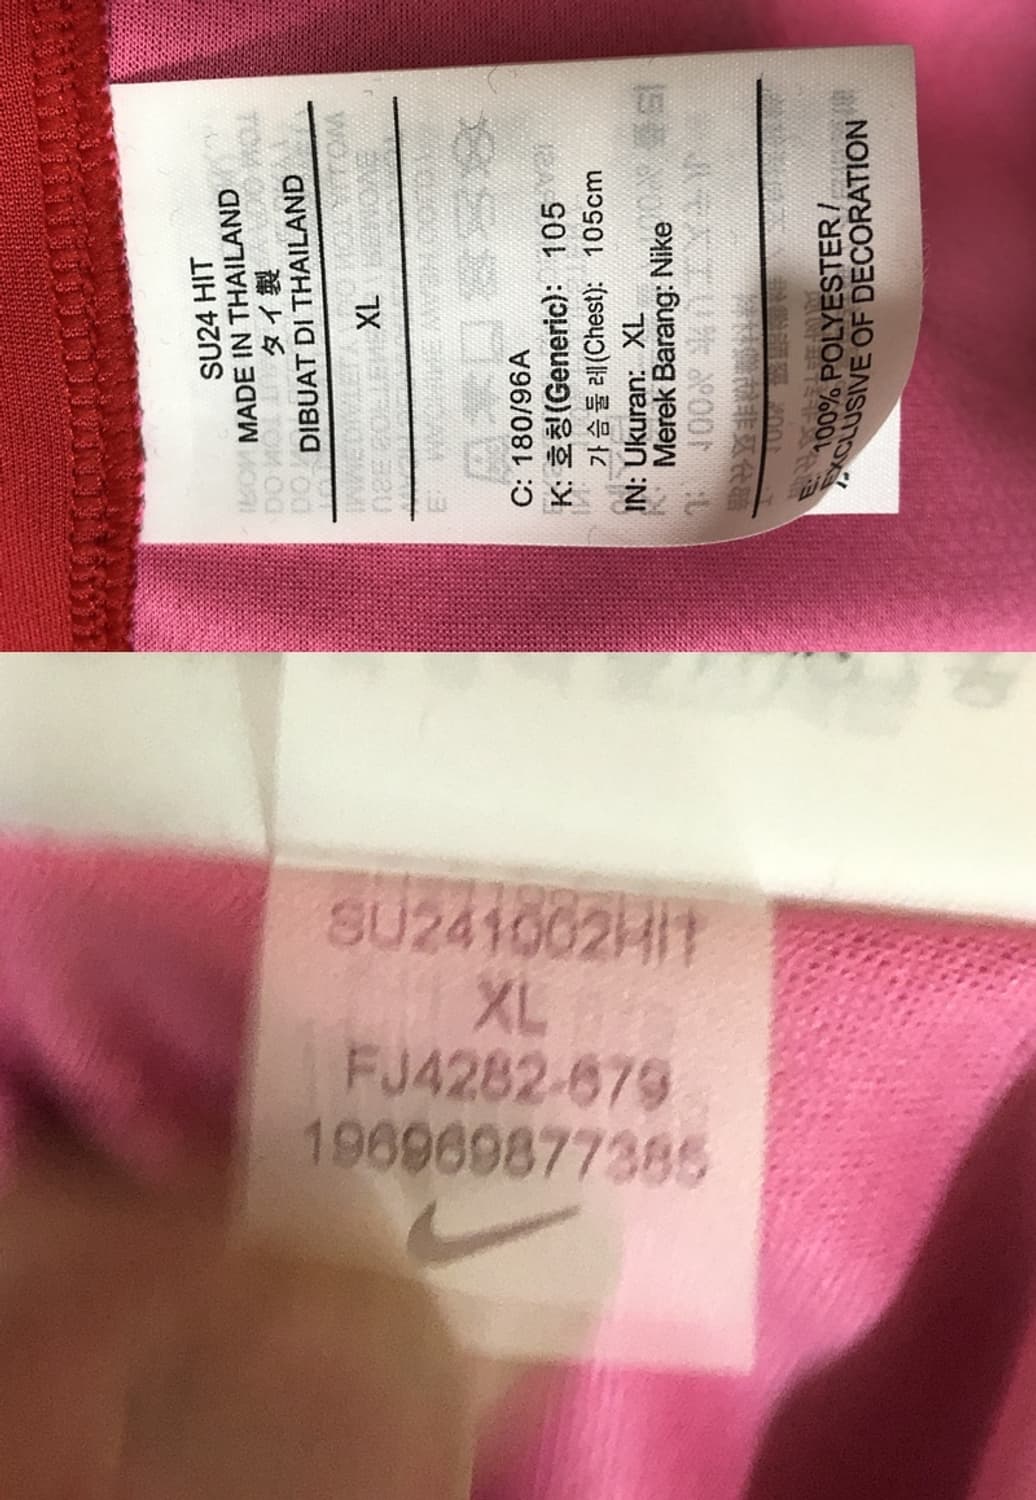 SU24 HIT
MADE IN THAILAND
タイ製
DIBUAT DI THAILAND
XL
C: 180/96A
K: 호칭(Generic): 105
가슴둘레(Chest): 105cm
IN: Ukuran: XL
Merek Barang: Nike
E: 100% POLYESTER/
EXCLUSIVE OF DECORATION
SU241002HIT
XL
FJ4282-679